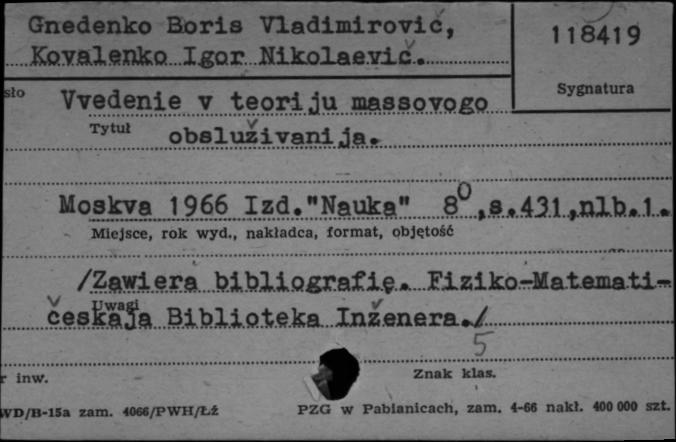 Gnedenko Boris Vladimirovič,
Kovalenko Igor Nikolaevič.
118419
Sygnatura
sło
Vvedenie v teoriju massovogo
Tytuł
obsluživanija.
Moskva 1966 Izd."Nauka" 8⁰,s.431,nlb.1.
Miejsce, rok wyd., nakładca, format, objętość
/Zawiera bibliografię. Fiziko-Matemati-
Uwagi
českaja Biblioteka Inženera./
5
r inw.
Znak klas.
WD/B-15a zam. 4066/PWH/Łż
PZG w Pabianicach, zam. 4-66 nakł. 400 000 szt.